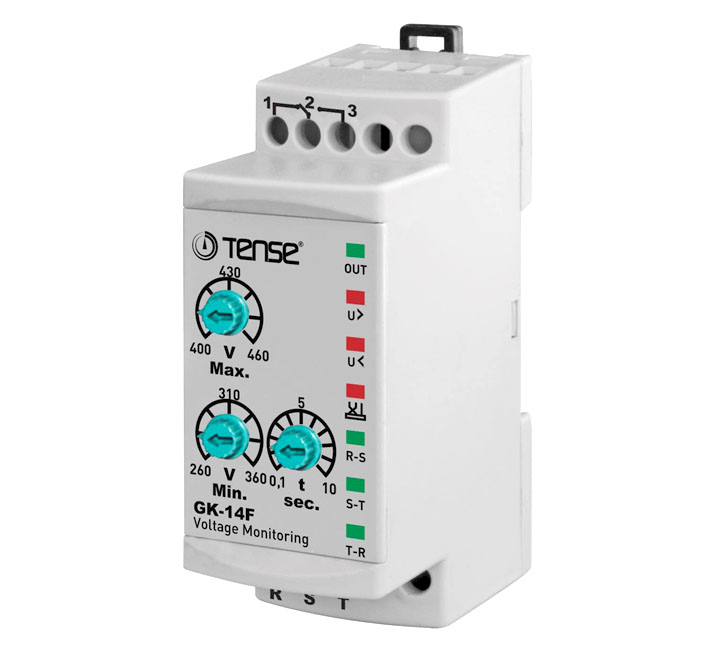 1 2 3
TENSE®
OUT
430
U>
400 V 460
Max.
U<
310
5
R-S
260 V 360
0,1 t 10
Min.
sec.
S-T
GK-14F
Voltage Monitoring
T-R
R S T